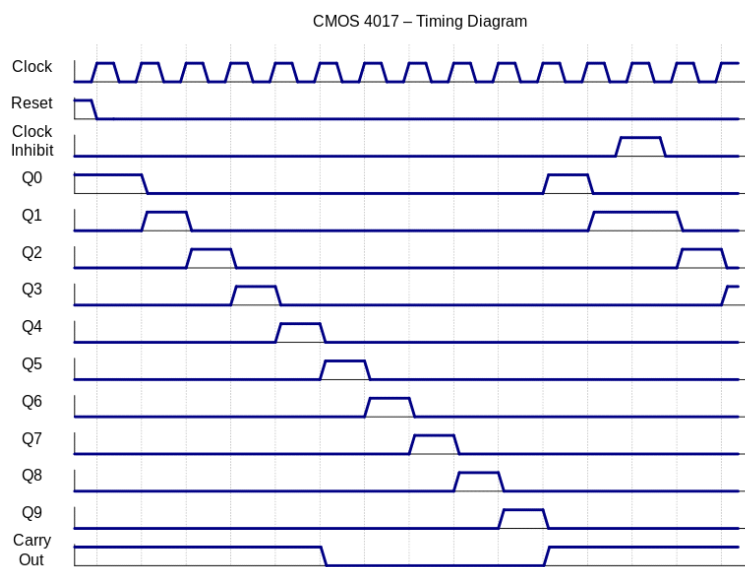 CMOS 4017 – Timing Diagram
Clock
Reset
Clock
Inhibit
Q0
Q1
Q2
Q3
Q4
Q5
Q6
Q7
Q8
Q9
Carry
Out